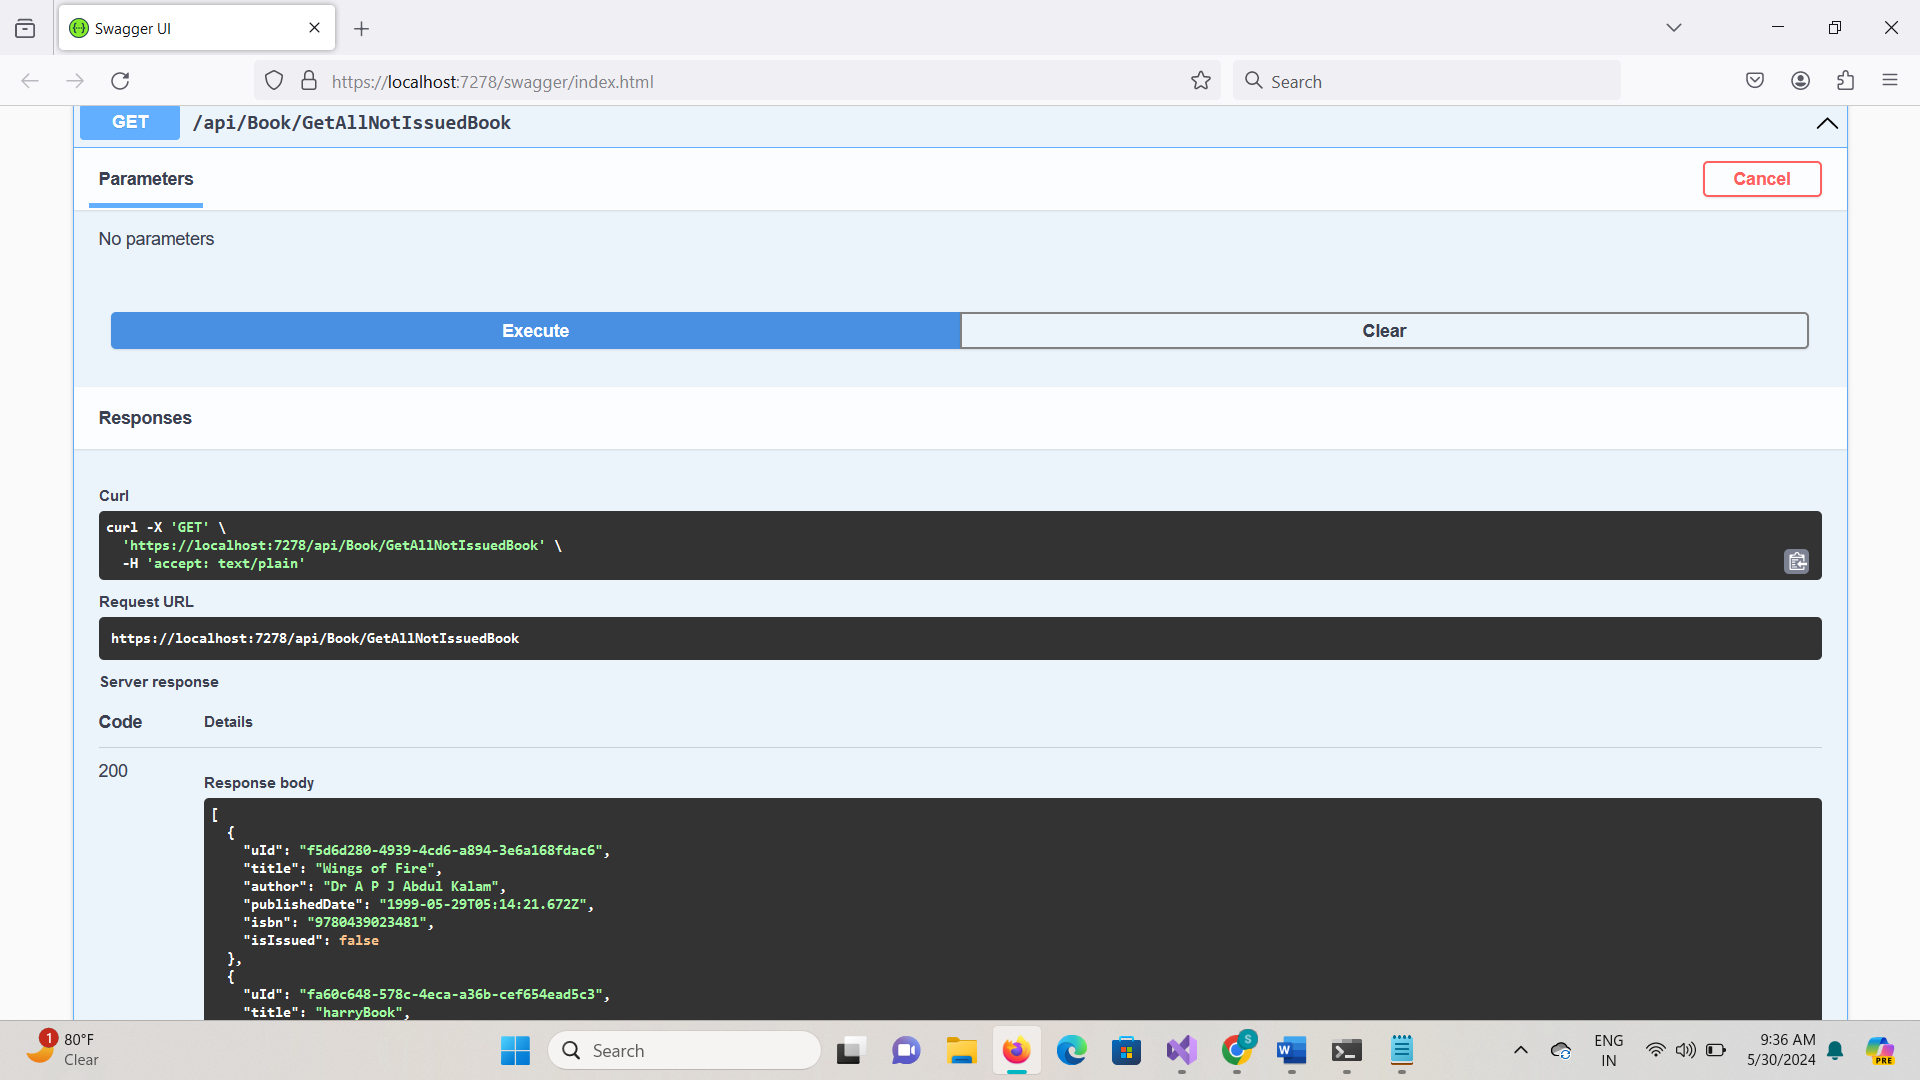 Swagger UI
https://localhost:7278/swagger/index.html
Search
GET /api/Book/GetAllNotIssuedBook
Parameters
Cancel
No parameters
Execute
Clear
Responses
Curl
curl -X 'GET' \
'https://localhost:7278/api/Book/GetAllNotIssuedBook' \
-H 'accept: text/plain'
Request URL
https://localhost:7278/api/Book/GetAllNotIssuedBook
Server response
Code Details
200
Response body
[
{
"uId": "f5d6d280-4939-4cd6-a894-3e6a168fdac6",
"title": "Wings of Fire",
"author": "Dr A P J Abdul Kalam",
"publishedDate": "1999-05-29T05:14:21.672Z",
"isbn": "9780439023481",
"isIssued": false
},
{
"uId": "fa60c648-578c-4eca-a36b-cef654ead5c3",
"title": "harryBook",
1
80°F
Clear
Search
S
W
ENG
IN
9:36 AM
5/30/2024
PRE